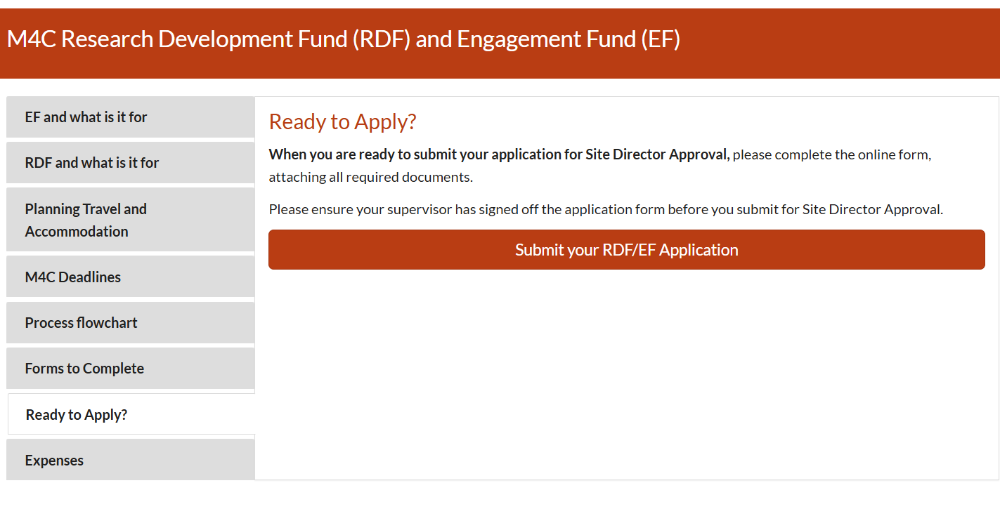 M4C Research Development Fund (RDF) and Engagement Fund (EF)
EF and what is it for
RDF and what is it for
Planning Travel and
Accommodation
M4C Deadlines
Process flowchart
Forms to Complete
Ready to Apply?
Expenses
Ready to Apply?
When you are ready to submit your application for Site Director Approval, please complete the online form,
attaching all required documents.
Please ensure your supervisor has signed off the application form before you submit for Site Director Approval.
Submit your RDF/EF Application